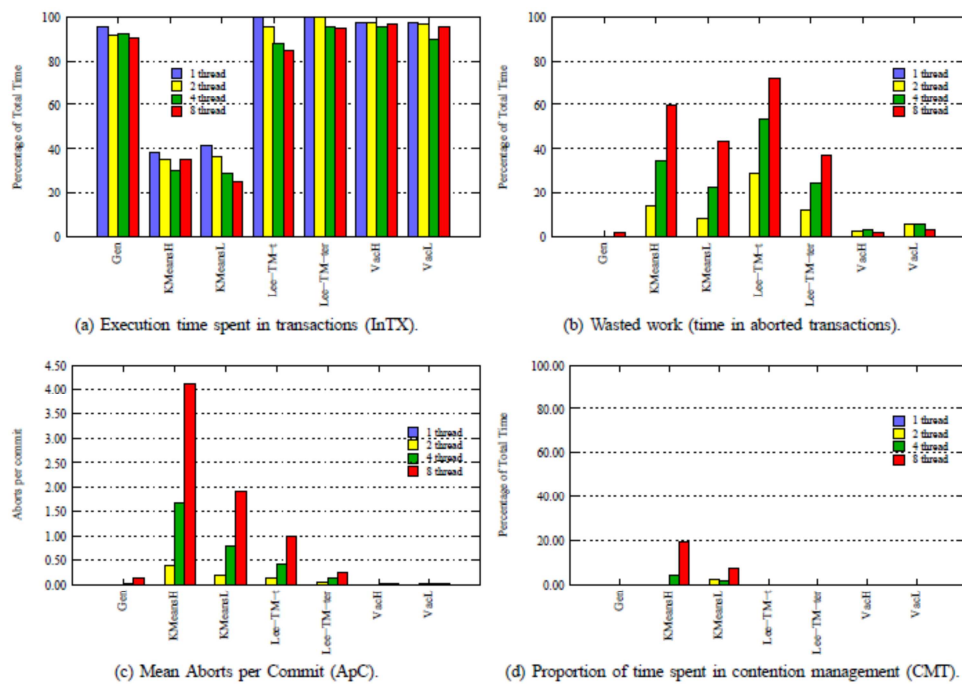 100
80
60
40
20
0
Percentage of Total Time
1 thread
2 thread
4 thread
8 thread
Gen
KMeansH
KMeansL
Lee-TM-t
Lee-TM-ter
VacH
VacL
(a) Execution time spent in transactions (InTX).
100
80
60
40
20
0
Percentage of Total Time
1 thread
2 thread
4 thread
8 thread
Gen
KMeansH
KMeansL
Lee-TM-t
Lee-TM-ter
VacH
VacL
(b) Wasted work (time in aborted transactions).
4.50
4.00
3.50
3.00
2.50
2.00
1.50
1.00
0.50
0.00
Aborts per commit
1 thread
2 thread
4 thread
8 thread
Gen
KMeansH
KMeansL
Lee-TM-t
Lee-TM-ter
VacH
VacL
(c) Mean Aborts per Commit (ApC).
100.00
80.00
60.00
40.00
20.00
0.00
Percentage of Total Time
1 thread
2 thread
4 thread
8 thread
Gen
KMeansH
KMeansL
Lee-TM-t
Lee-TM-ter
VacH
VacL
(d) Proportion of time spent in contention management (CMT).